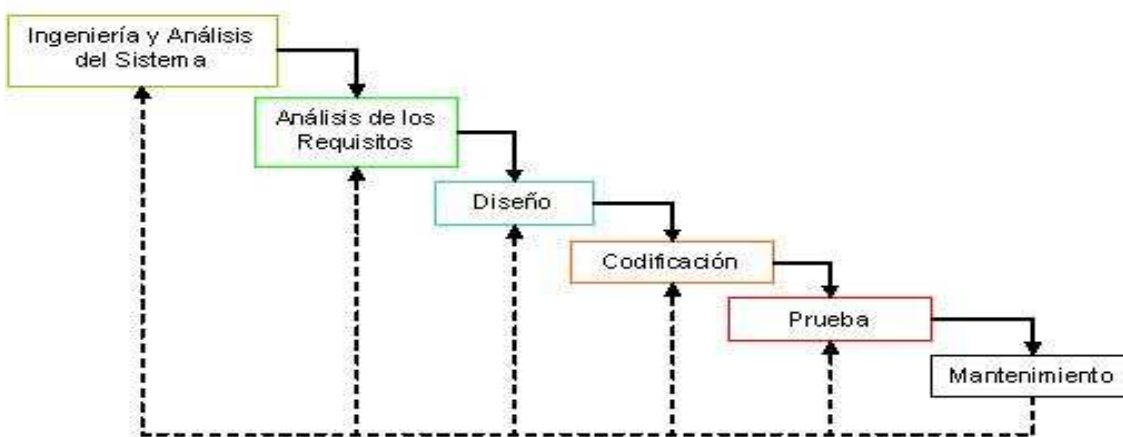 Ingeniería y Análisis
del Sistema
Análisis de los
Requisitos
Diseño
Codificación
Prueba
Mantenimiento